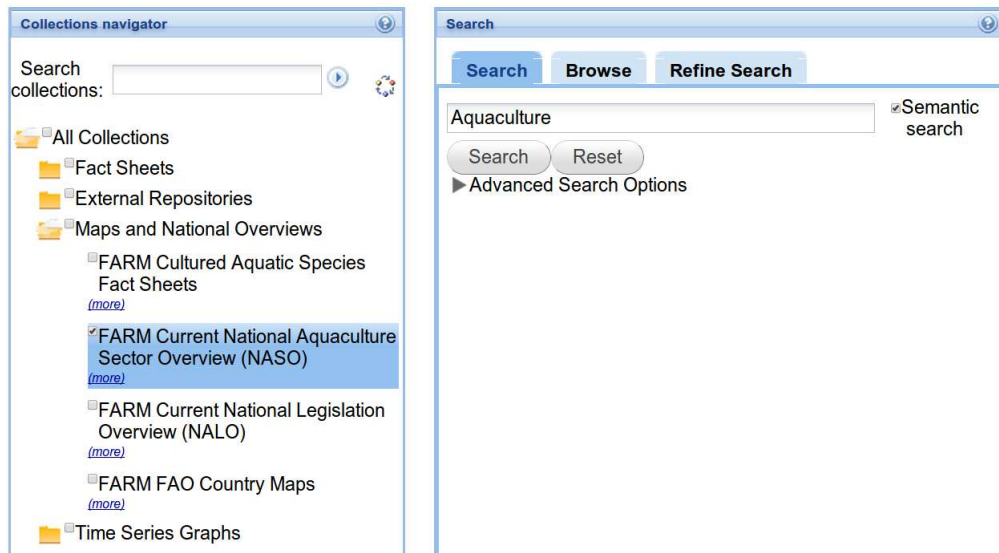 Collections navigator
Search
collections:
All Collections
Fact Sheets
External Repositories
Maps and National Overviews
FARM Cultured Aquatic Species
Fact Sheets
(more)
FARM Current National Aquaculture
Sector Overview (NASO)
(more)
FARM Current National Legislation
Overview (NALO)
(more)
FARM FAO Country Maps
(more)
Time Series Graphs
Search
Search Browse Refine Search
Aquaculture
Semantic
search
Search Reset
Advanced Search Options